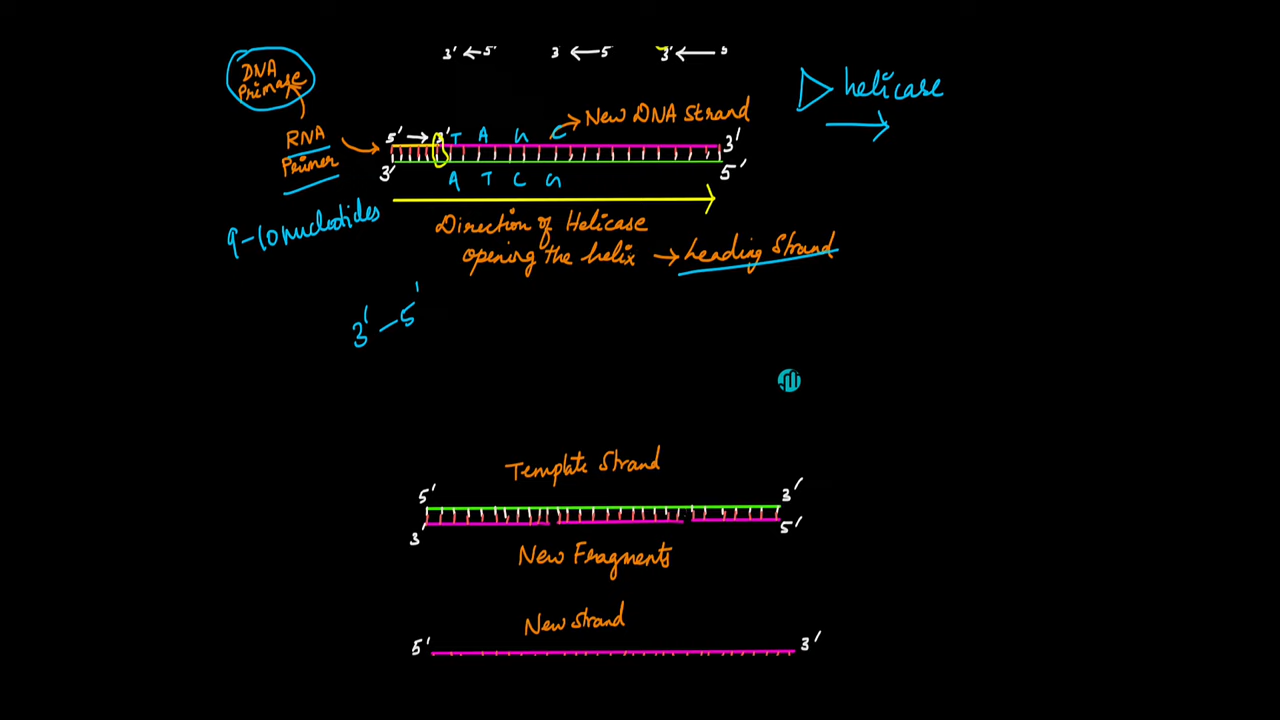 3' ← 5' 3 ← 5 3' ← 5
DNA
Primase
▷ helicase
→
→ New DNA Strand
RNA
Primer
5' → 3' T A G C 3'
3' A T C G 5'
9-10 nucleotides
Direction of Helicase
opening the helix → Leading Strand
3' - 5'
Template Strand
5' 3'
3' 5'
New Fragments
New Strand
5' 3'